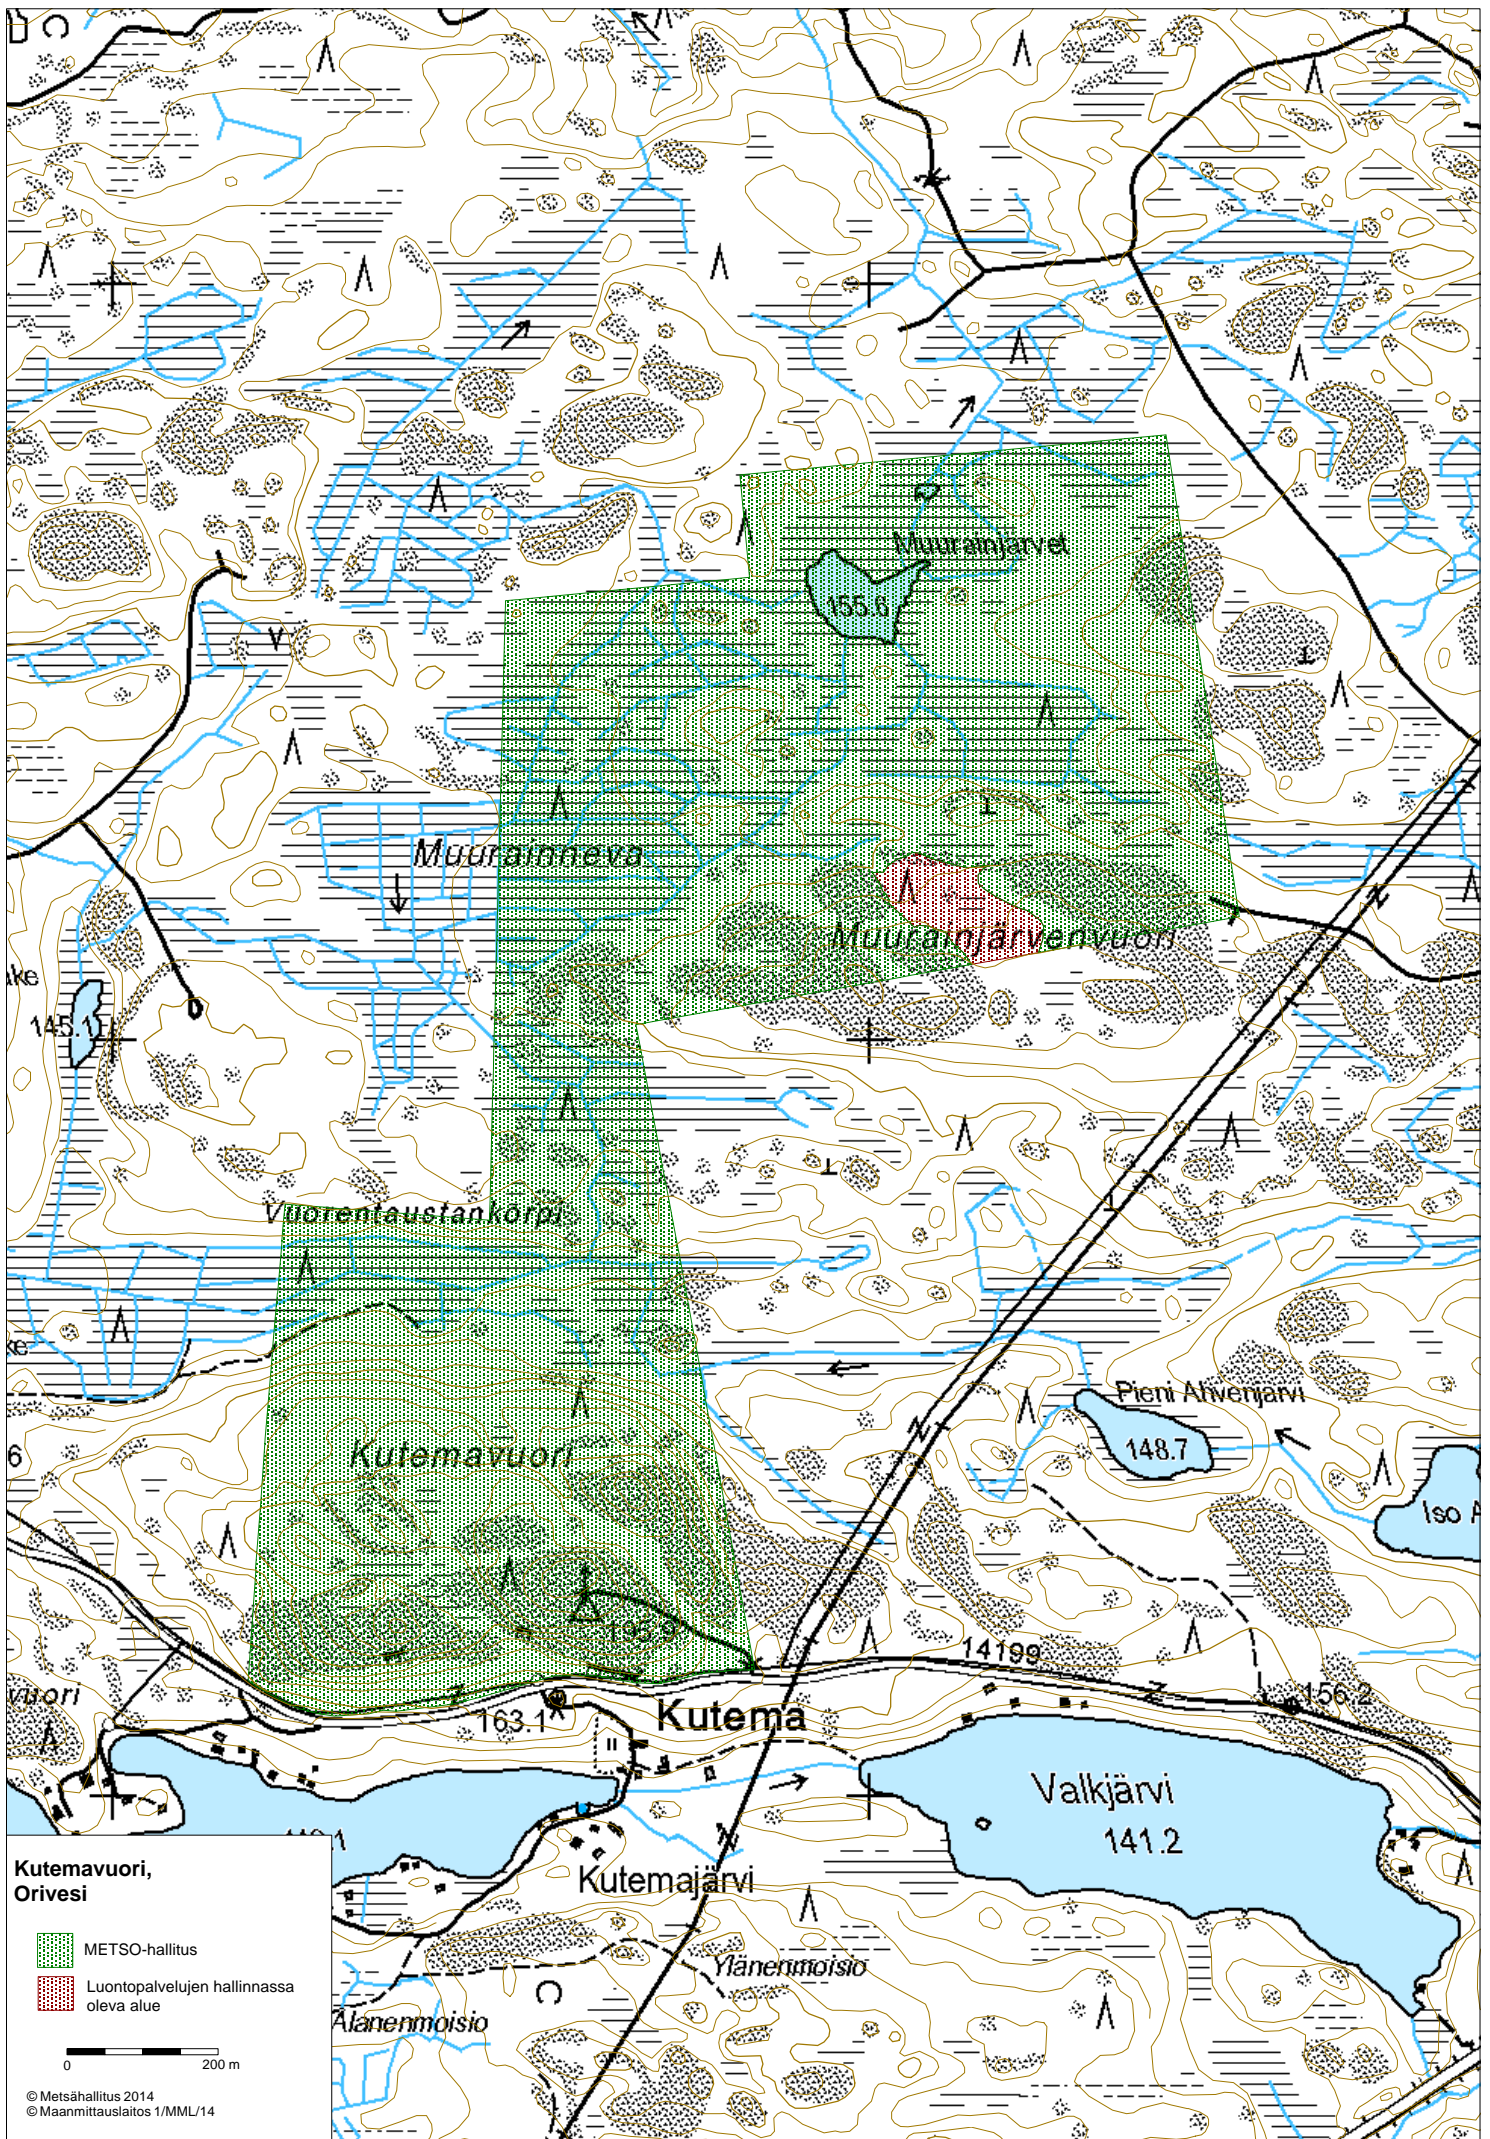 Muurainjärvet
155.6
Muurainneva
Muurainjärvenvuori
145.1
Vuorentaustankorpi
Pieni Ahvenjärvi
148.7
Iso A
Kutemavuori
6
195.9
14199
vuori
163.1
Kutema
156.2
Valkjärvi
141.2
Kutemajärvi
Ylänenmoisio
Alanenmoisio
Kutemavuori,
Orivesi
METSO-hallitus
Luontopalvelujen hallinnassa
oleva alue
0 200 m
© Metsähallitus 2014
© Maanmittauslaitos 1/MML/14